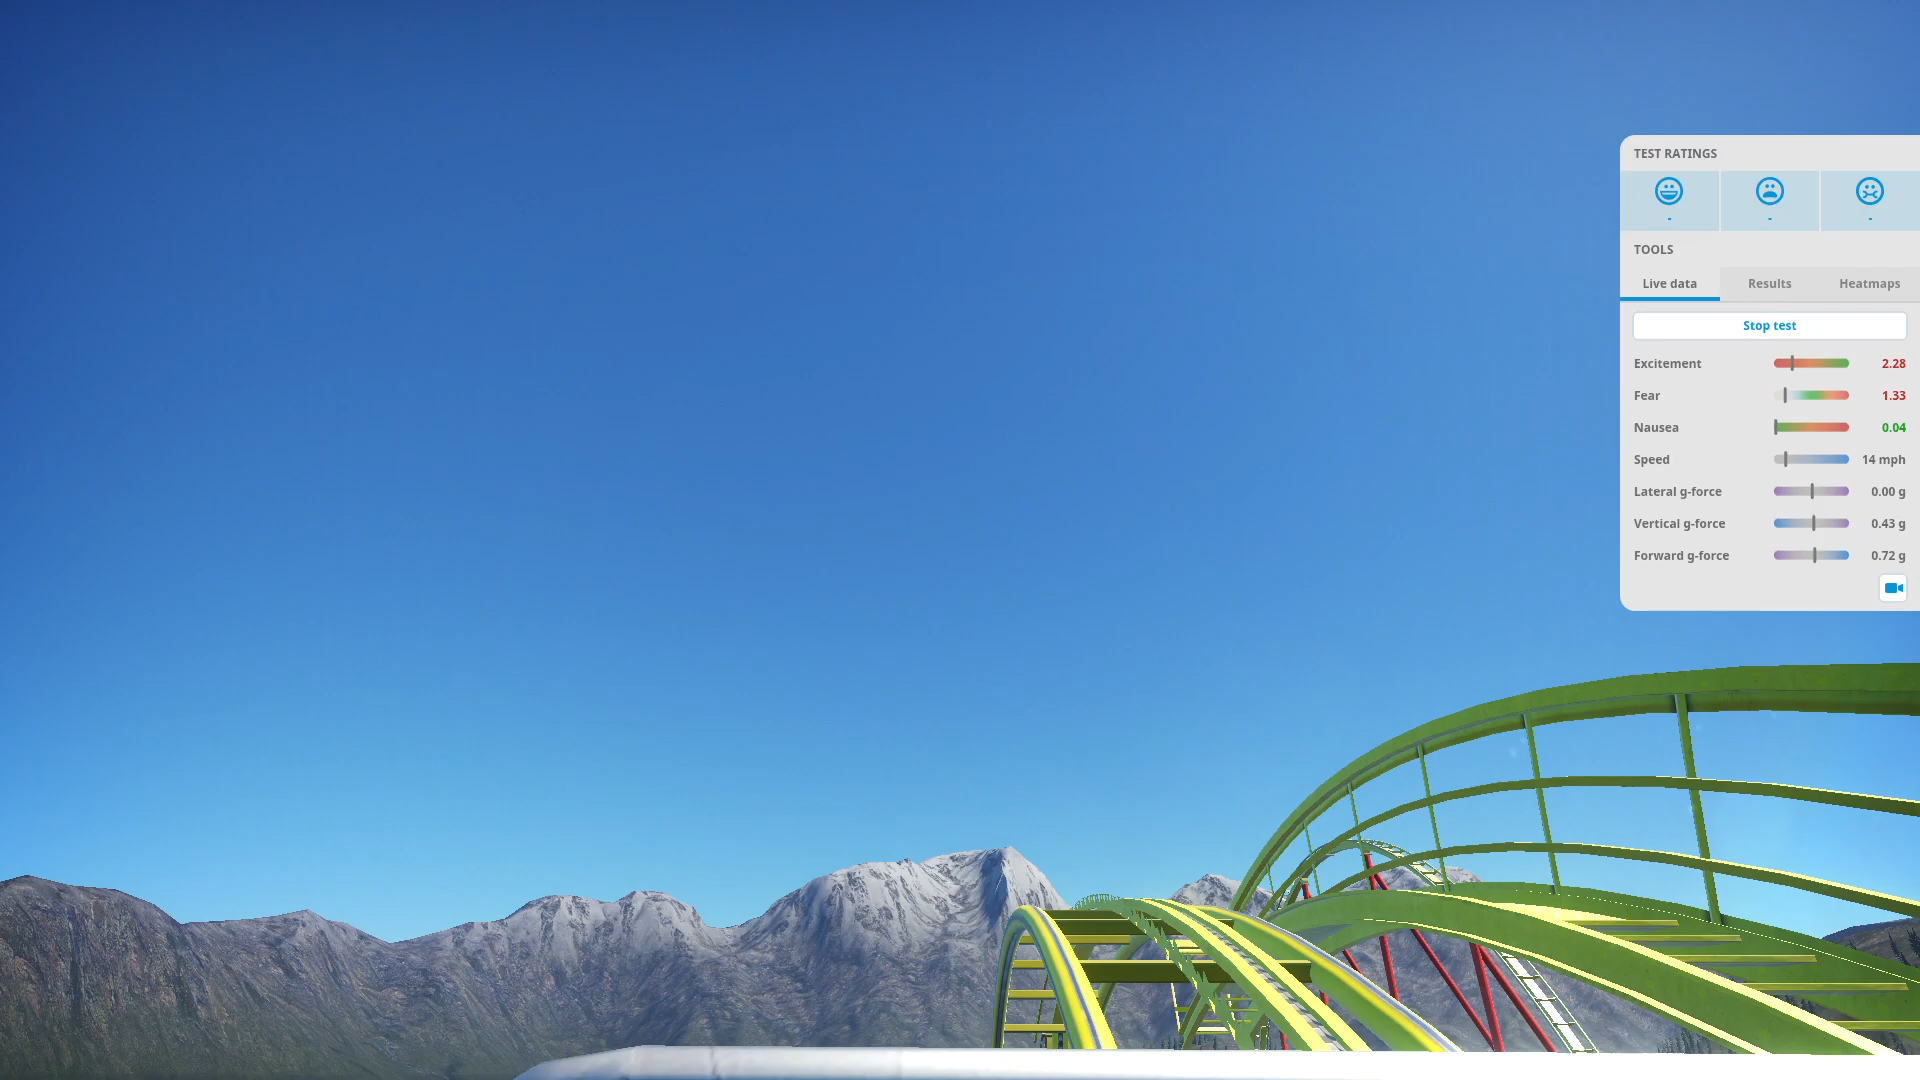 TEST RATINGS
- - -
TOOLS
Live data Results Heatmaps
Stop test
Excitement 2.28
Fear 1.33
Nausea 0.04
Speed 14 mph
Lateral g-force 0.00 g
Vertical g-force 0.43 g
Forward g-force 0.72 g